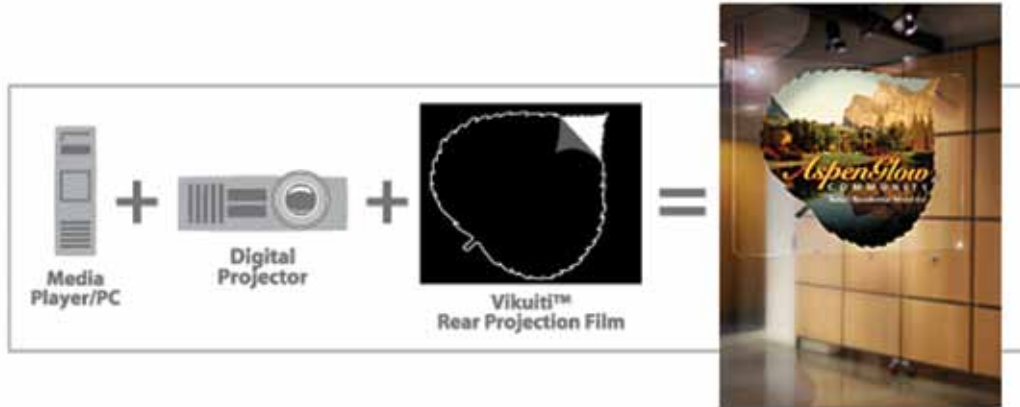 Media
Player/PC
Digital
Projector
Vikuiti™
Rear Projection Film
AspenGlow
COMMUNITY